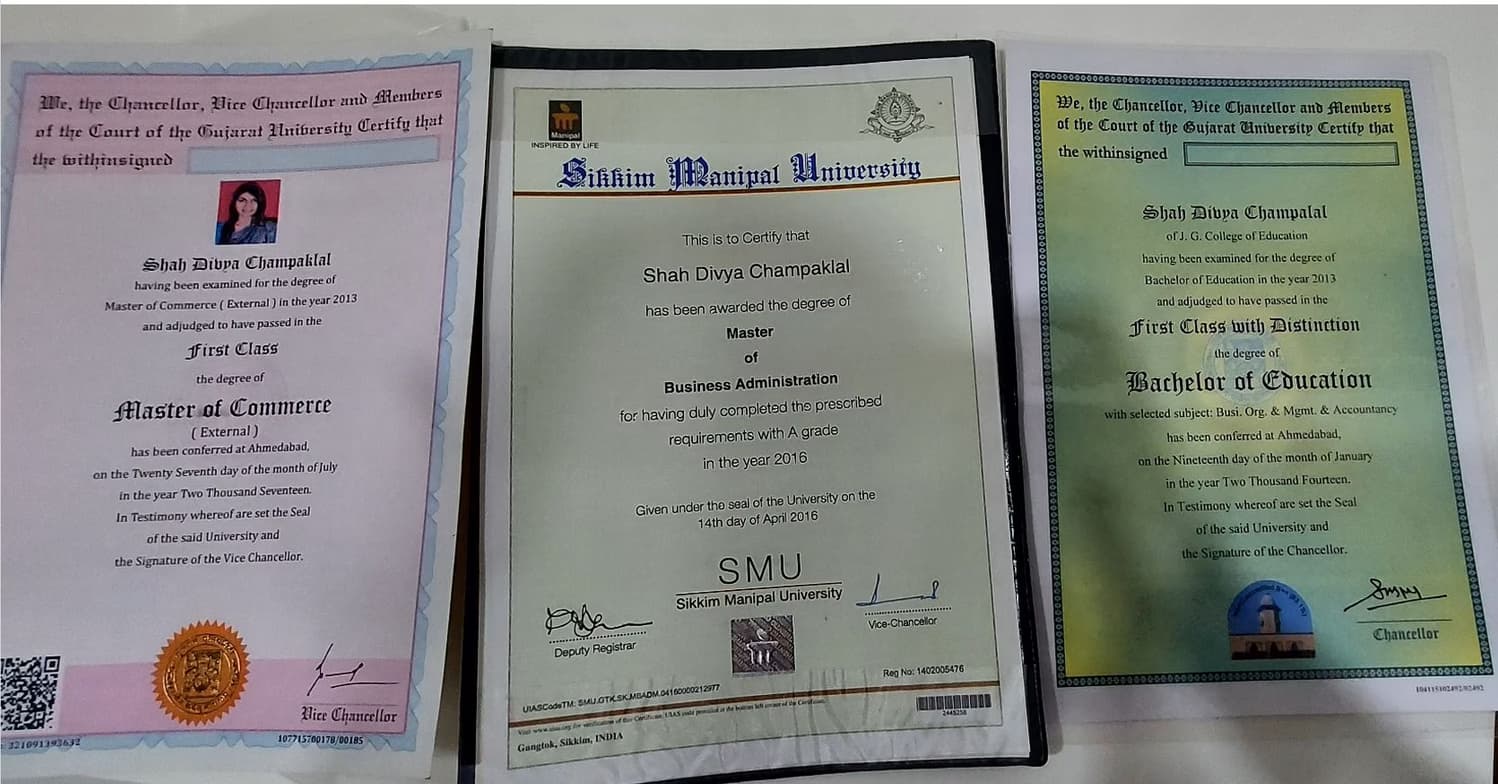 We, the Chancellor, Vice Chancellor and Members
of the Court of the Gujarat University Certify that
the withinsigned
Shah Divya Champaklal
having been examined for the degree of
Master of Commerce ( External ) in the year 2013
and adjudged to have passed in the
First Class
the degree of
Master of Commerce
( External )
has been conferred at Ahmedabad,
on the Twenty Seventh day of the month of July
in the year Two Thousand Seventeen.
In Testimony whereof are set the Seal
of the said University and
the Signature of the Vice Chancellor.
Vice Chancellor
321091393632
107715700178/00185
Manipal
INSPIRED BY LIFE
Sikkim Manipal University
This is to Certify that
Shah Divya Champaklal
has been awarded the degree of
Master
of
Business Administration
for having duly completed the prescribed
requirements with A grade
in the year 2016
Given under the seal of the University on the
14th day of April 2016
SMU
Sikkim Manipal University
Deputy Registrar
Vice-Chancellor
Reg No: 1402005476
UIASCodeTM: SMU.GTK.SK.MBADM.04160000212977
2445258
Gangtok, Sikkim, INDIA
We, the Chancellor, Vice Chancellor and Members
of the Court of the Gujarat University Certify that
the withinsigned
Shah Divya Champalal
of J. G. College of Education
having been examined for the degree of
Bachelor of Education in the year 2013
and adjudged to have passed in the
First Class with Distinction
the degree of
Bachelor of Education
with selected subject: Busi. Org. & Mgmt. & Accountancy
has been conferred at Ahmedabad,
on the Nineteenth day of the month of January
in the year Two Thousand Fourteen.
In Testimony whereof are set the Seal
of the said University and
the Signature of the Chancellor.
Chancellor
104115102492/02492